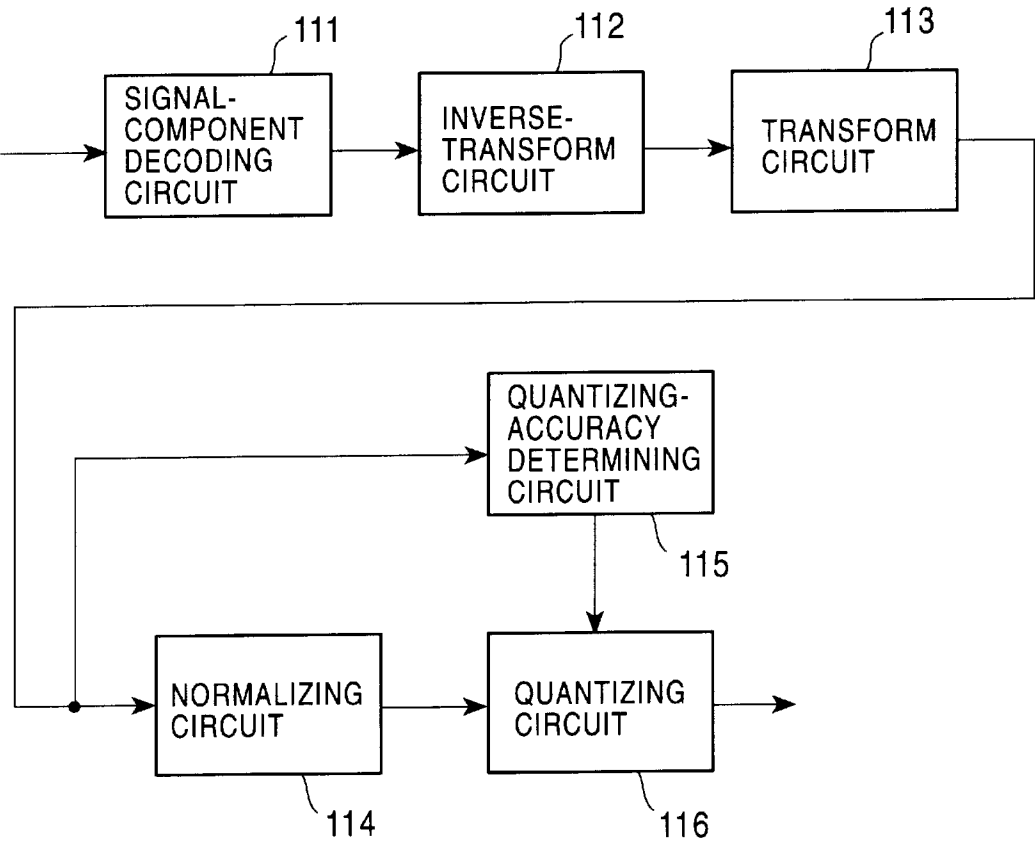 111
112
113
SIGNAL-
COMPONENT
DECODING
CIRCUIT
INVERSE-
TRANSFORM
CIRCUIT
TRANSFORM
CIRCUIT
QUANTIZING-
ACCURACY
DETERMINING
CIRCUIT
115
NORMALIZING
CIRCUIT
QUANTIZING
CIRCUIT
114
116